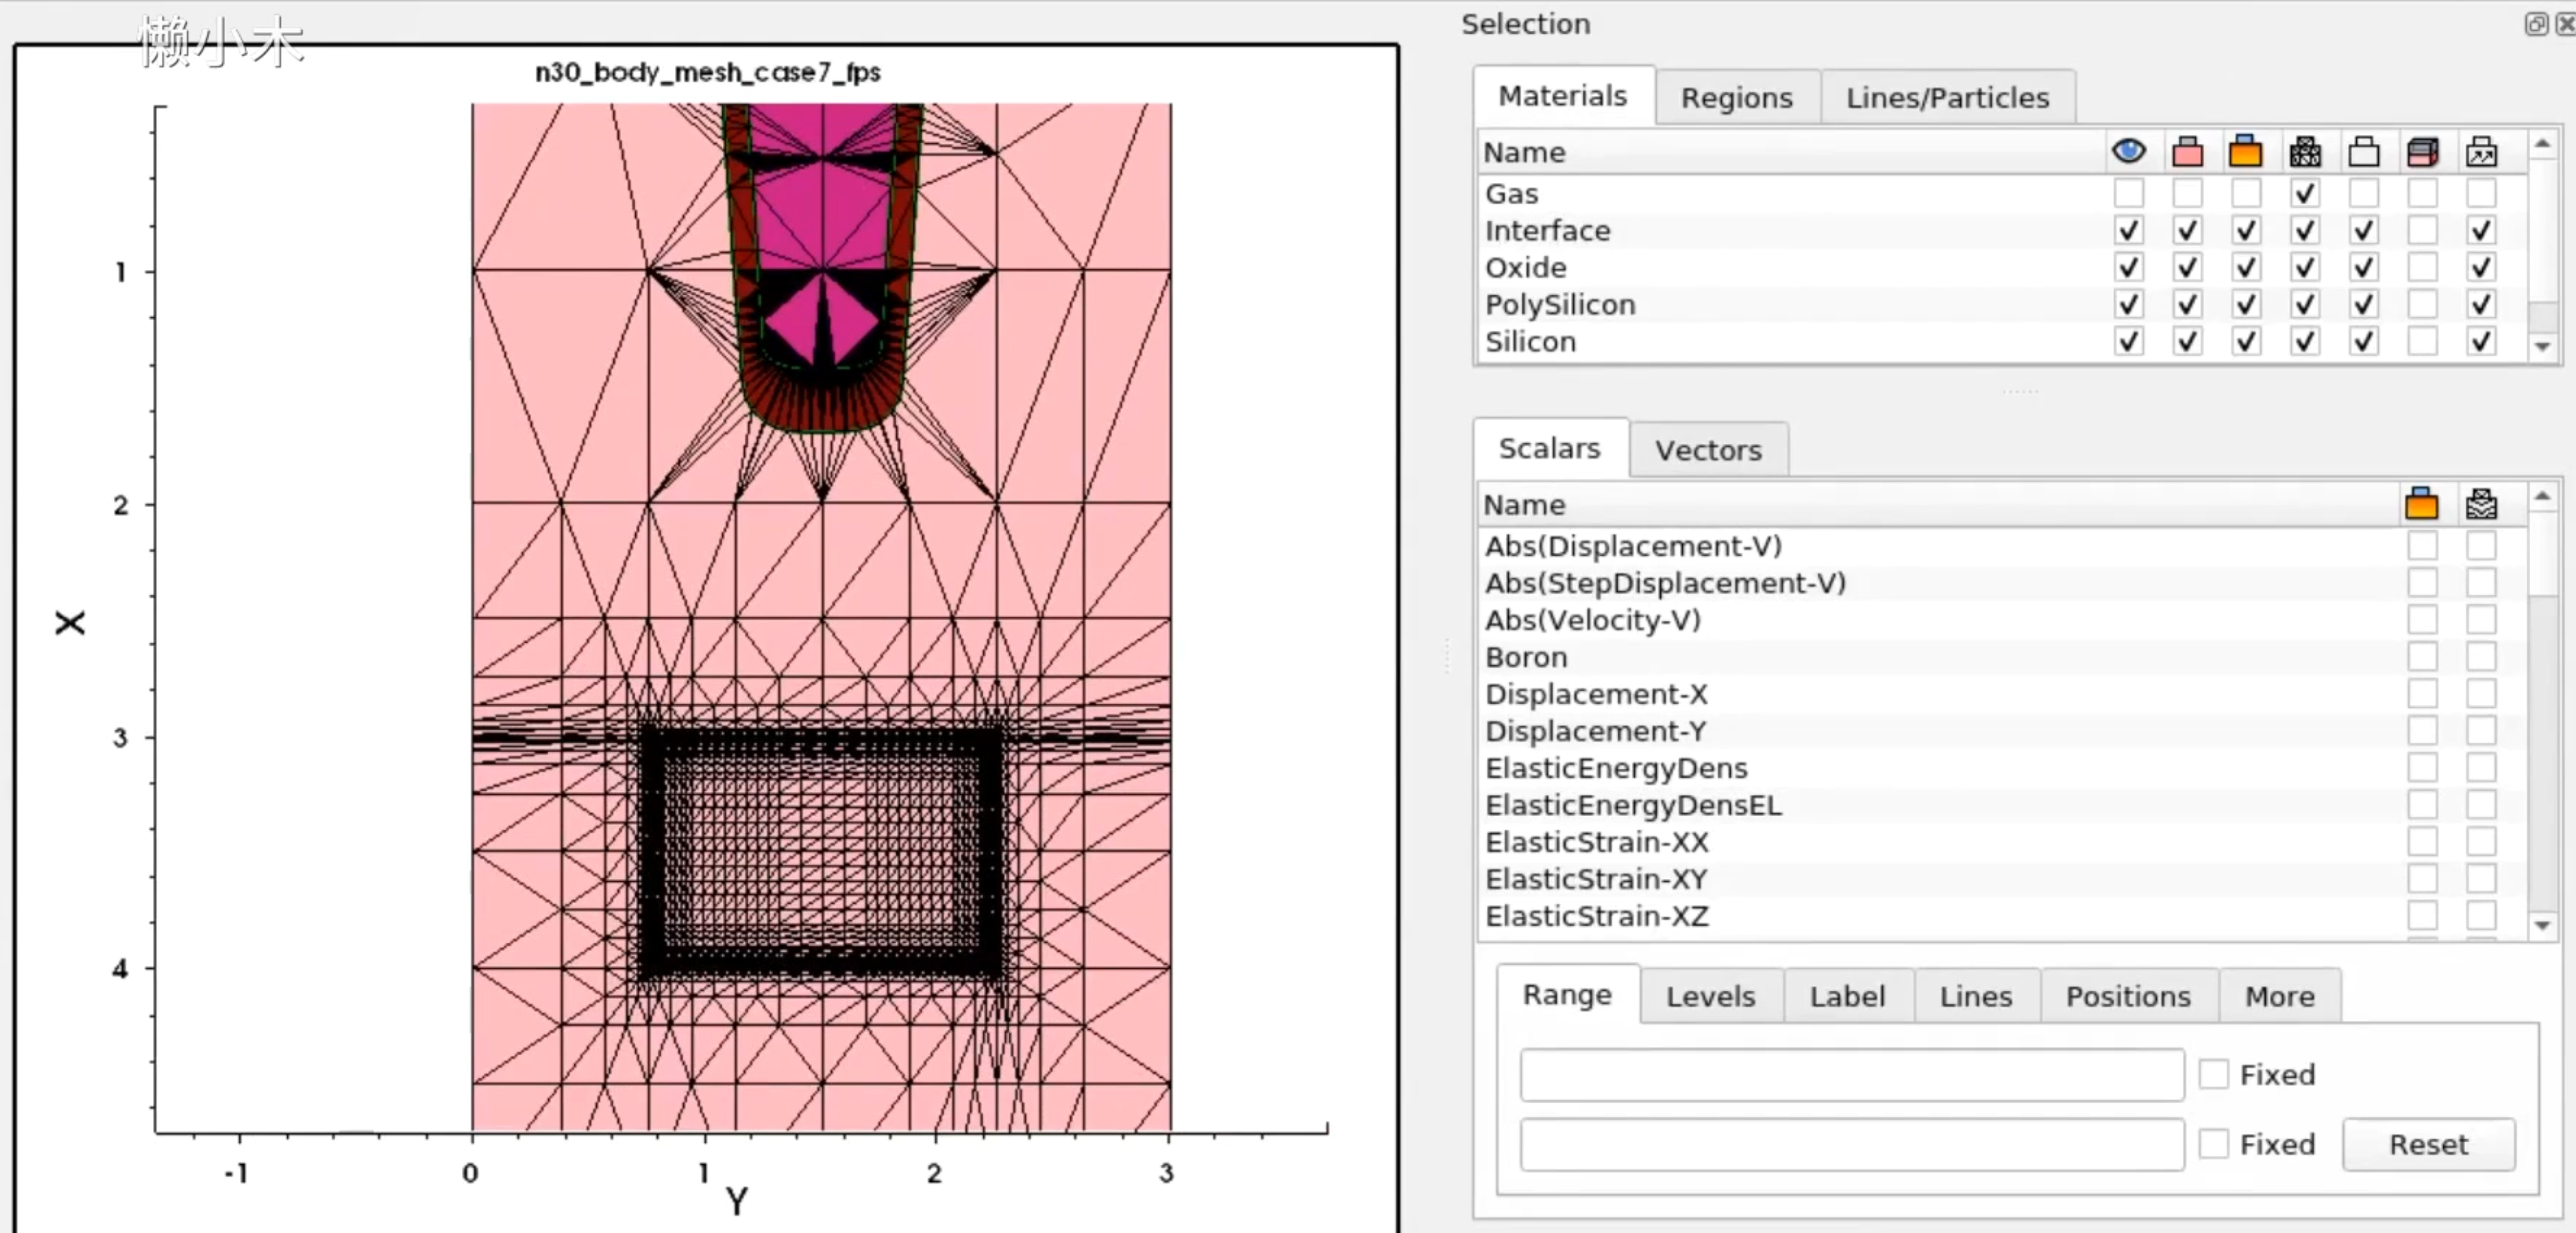 懒小木
n30_body_mesh_case7_fps
1
2
X
3
4
-1
0
1
2
3
Y
Selection
Materials
Regions
Lines/Particles
Name
Gas
Interface
Oxide
PolySilicon
Silicon
Scalars
Vectors
Name
Abs(Displacement-V)
Abs(StepDisplacement-V)
Abs(Velocity-V)
Boron
Displacement-X
Displacement-Y
ElasticEnergyDens
ElasticEnergyDensEL
ElasticStrain-XX
ElasticStrain-XY
ElasticStrain-XZ
Range
Levels
Label
Lines
Positions
More
Fixed
Fixed
Reset